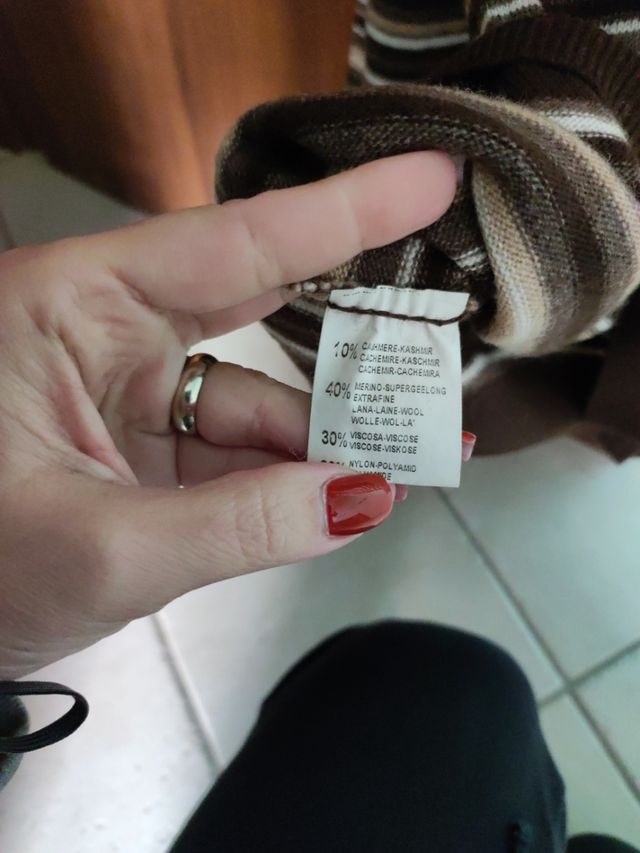 10% CASHMERE-KASHMIR
CACHEMIRE-KASCHMIR
CACHEMIR-CACHEMIRA
40% MERINO-SUPERGEELONG
EXTRAFINE
LANA-LAINE-WOOL
WOLLE-WOL-LA'
30% VISCOSA-VISCOSE
VISCOSE-VISKOSE
NYLON-POLYAMID